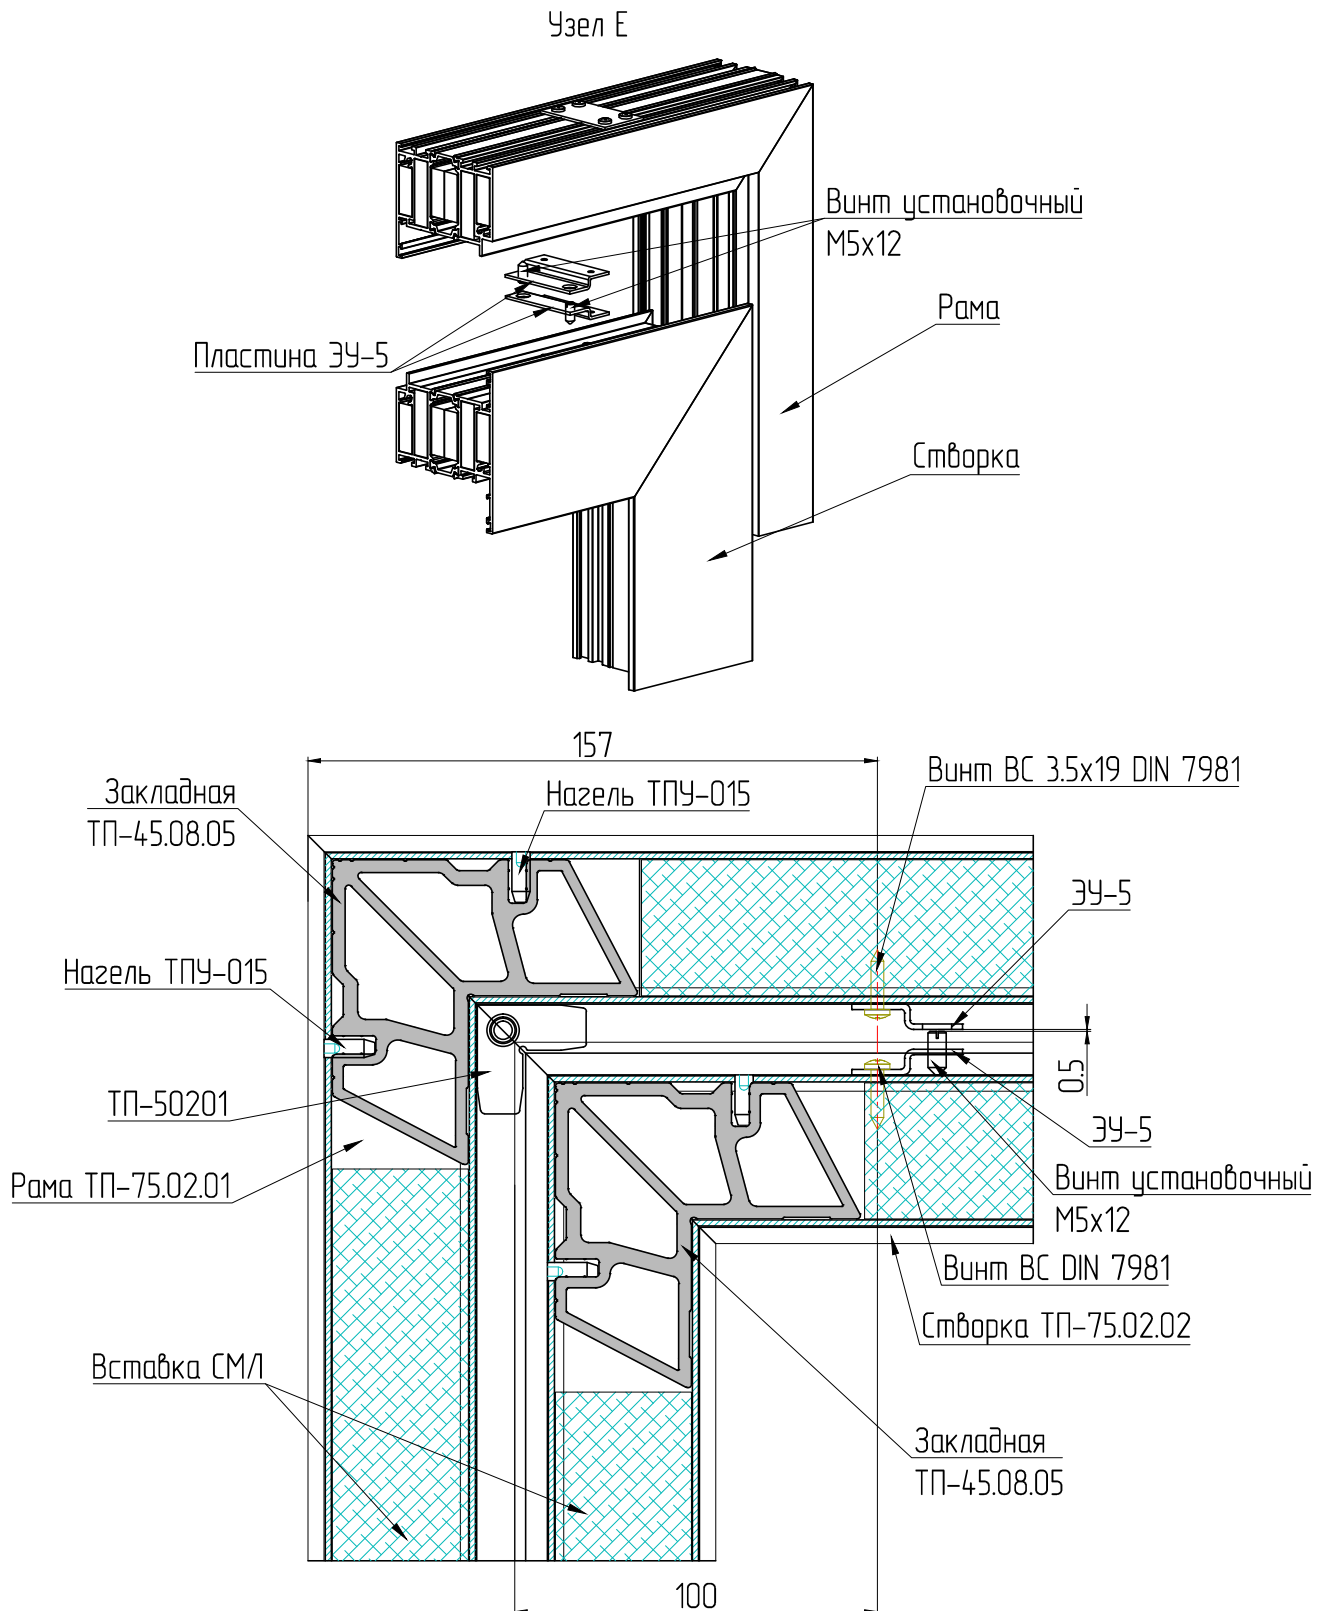 Узел Е
Винт установочный
М5х12
Рама
Пластина ЭУ-5
Створка
157
Винт ВС 3.5х19 DIN 7981
Закладная
ТП-45.08.05
Нагель ТПУ-015
ЭУ-5
Нагель ТПУ-015
0.5
ТП-50201
ЭУ-5
Рама ТП-75.02.01
Винт установочный
М5х12
Винт ВС DIN 7981
Створка ТП-75.02.02
Вставка СМЛ
Закладная
ТП-45.08.05
100